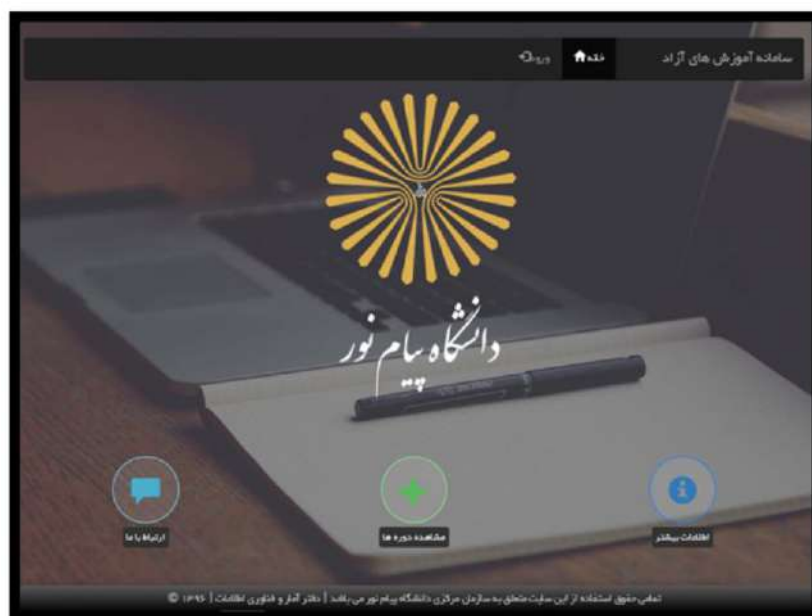 سامانه آموزش های آزاد
خانه
ورود
دانشگاه پیام نور
اطلاعات بیشتر
مشاهده دوره ها
ارتباط با ما
تمامی حقوق استفاده از این سایت متعلق به سازمان مرکزی دانشگاه پیام نور می باشد | دفتر آمار و فناوری اطلاعات | ۱۳۹۶ ©